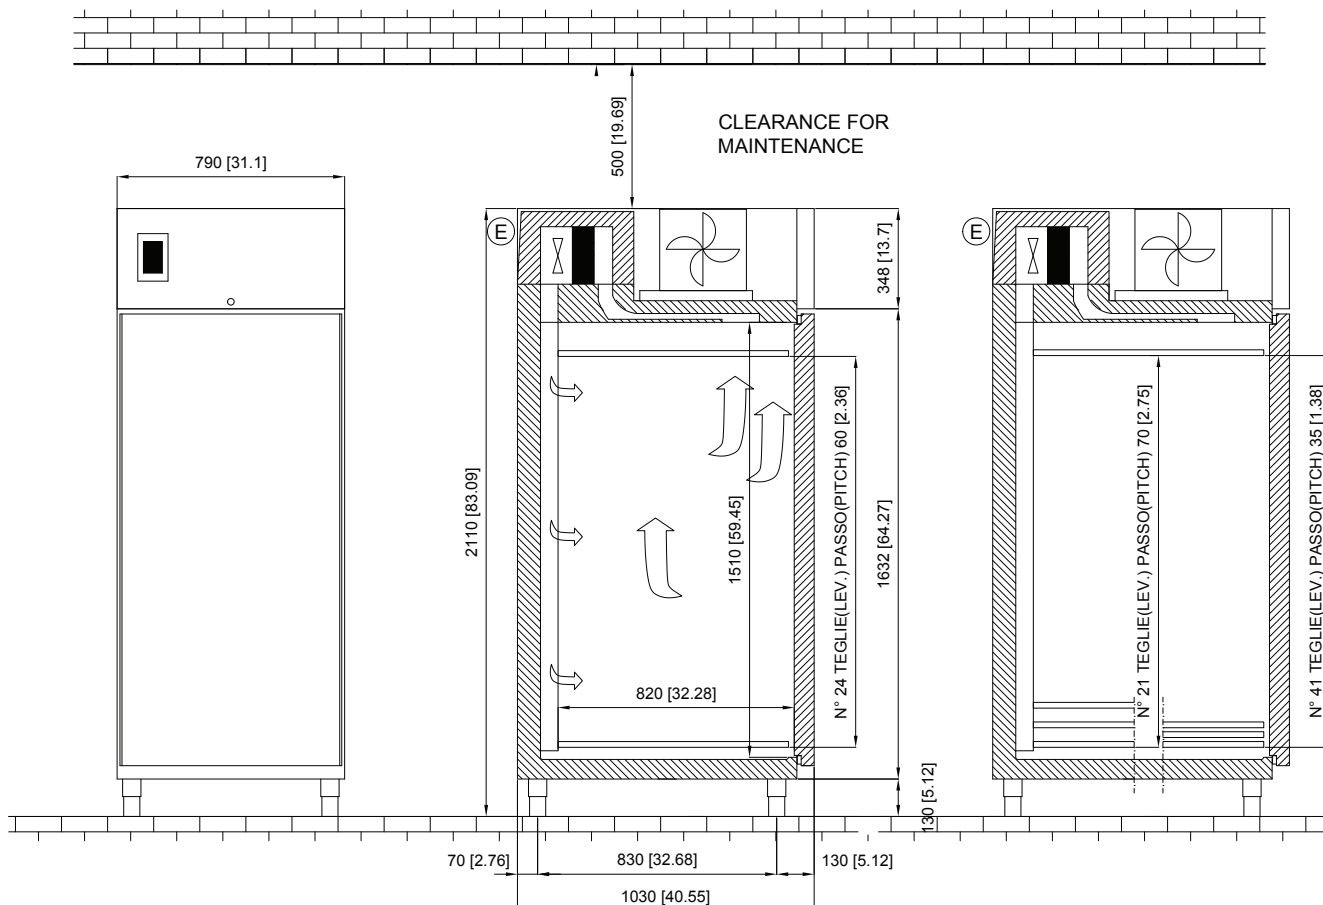 500 [19.69]
CLEARANCE FOR
MAINTENANCE
790 [31.1]
E
E
348 [13.7]
2110 [83.09]
1510 [59.45]
N° 24 TEGLIE(LEV.) PASSO(PITCH) 60 [2.36]
1632 [64.27]
N° 21 TEGLIE(LEV.) PASSO(PITCH) 70 [2.75]
N° 41 TEGLIE(LEV.) PASSO(PITCH) 35 [1.38]
820 [32.28]
130 [5.12]
70 [2.76]
830 [32.68]
130 [5.12]
1030 [40.55]